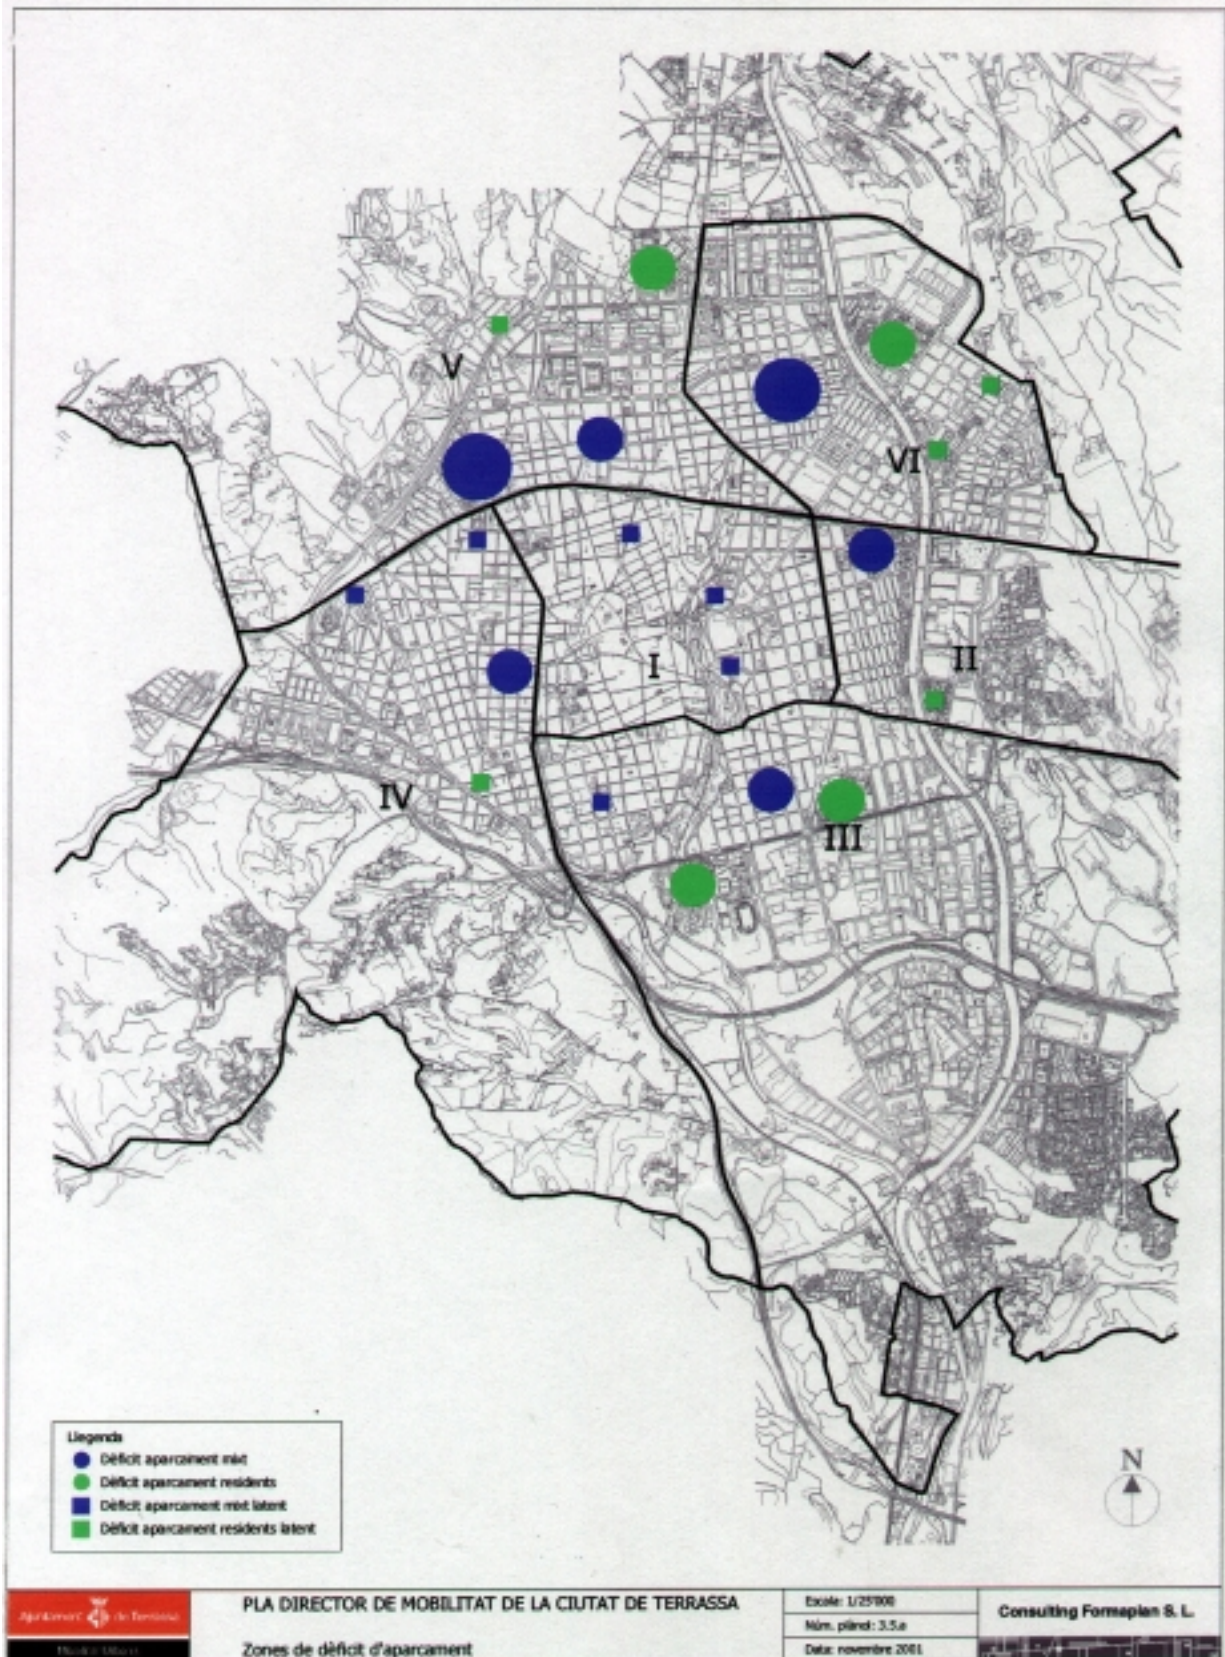 V
VI
I
II
IV
III
N
Llegenda
Dèficit aparcament mixt
Dèficit aparcament residents
Dèficit aparcament mixt latent
Dèficit aparcament residents latent
Ajuntament de Terrassa
PLA DIRECTOR DE MOBILITAT DE LA CIUTAT DE TERRASSA
Zones de dèficit d'aparcament
Escala: 1/25'000
Núm. plànol: 3.5.a
Data: novembre 2001
Consulting Formaplan S. L.